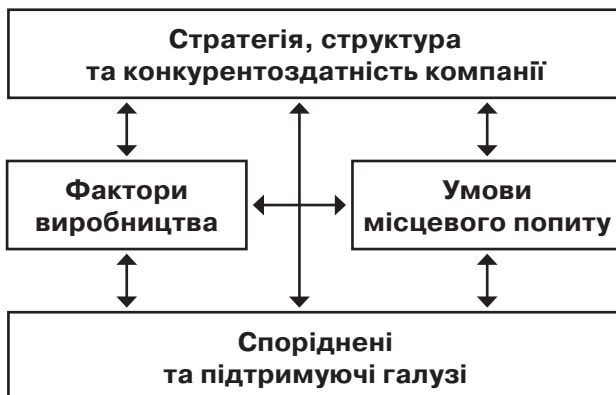 Стратегія, структура
та конкурентоздатність компанії
Фактори
виробництва
Умови
місцевого попиту
Споріднені
та підтримуючі галузі